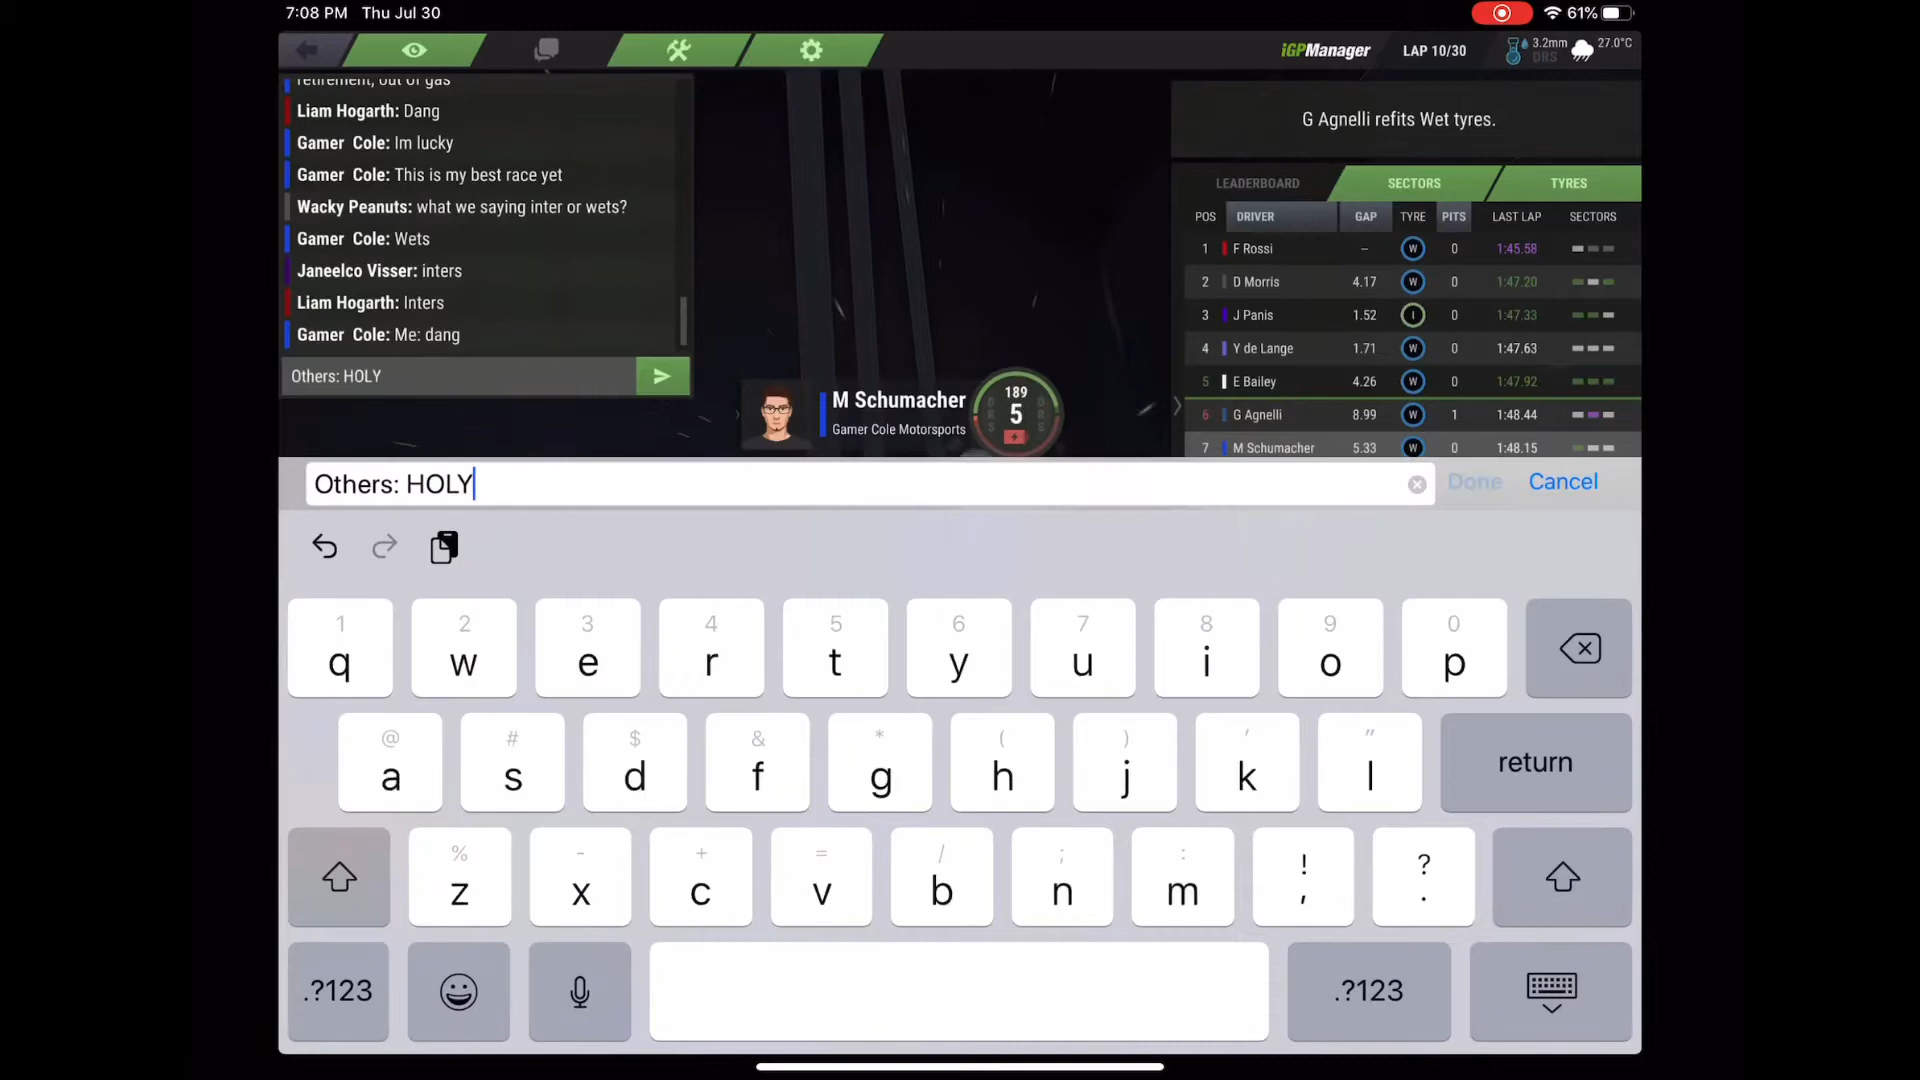 7:08 PM Thu Jul 30
61%
iGPManager
LAP 10/30
3.2mm
DRS
27.0°C
retirement, out of gas
Liam Hogarth: Dang
Gamer Cole: Im lucky
Gamer Cole: This is my best race yet
Wacky Peanuts: what we saying inter or wets?
Gamer Cole: Wets
Janeelco Visser: inters
Liam Hogarth: Inters
Gamer Cole: Me: dang
Others: HOLY
M Schumacher
Gamer Cole Motorsports
189
5
DRS
DRS
G Agnelli refits Wet tyres.
LEADERBOARD SECTORS TYRES
POS DRIVER GAP TYRE PITS LAST LAP SECTORS
1 F Rossi – W 0 1:45.58
2 D Morris 4.17 W 0 1:47.20
3 J Panis 1.52 I 0 1:47.33
4 Y de Lange 1.71 W 0 1:47.63
5 E Bailey 4.26 W 0 1:47.92
6 G Agnelli 8.99 W 1 1:48.44
7 M Schumacher 5.33 W 0 1:48.15
Others: HOLY
Done Cancel
1 2 3 4 5 6 7 8 9 0
q w e r t y u i o p
@ # $ & * ( ) ' "
a s d f g h j k l return
% - + = / ; : ! ?
z x c v b n m , .
.?123 .?123